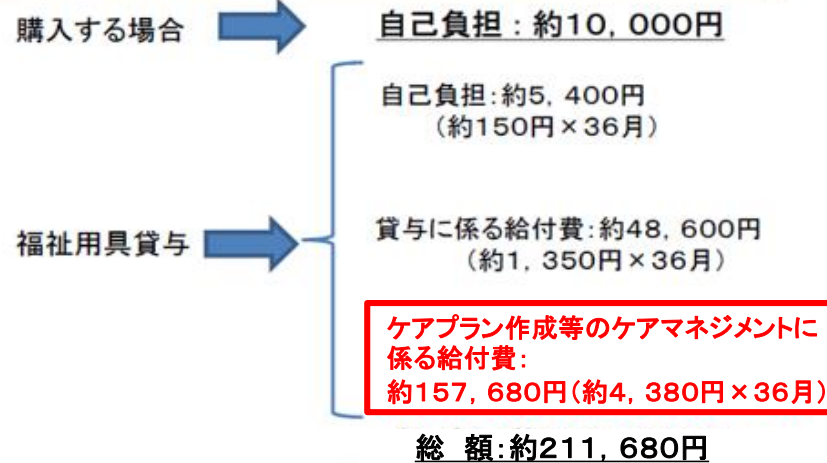 購入する場合
自己負担：約１０，０００円
自己負担：約５，４００円
（約１５０円×３６月）
福祉用具貸与
貸与に係る給付費：約４８，６００円
（約１，３５０円×３６月）
ケアプラン作成等のケアマネジメントに
係る給付費：
約１５７，６８０円（約４，３８０円×３６月）
総　額：約２１１，６８０円